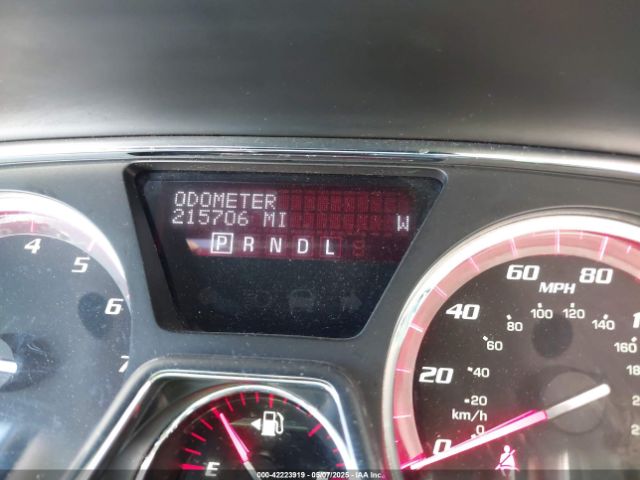 ODOMETER
215706 MI W
P R N D L
4 5 6 7
E
0 20 40 60 80
MPH
km/h
0 20 40 60 80 100 120 140 160
000-42223919 - 05/07/2025 - IAA Inc.